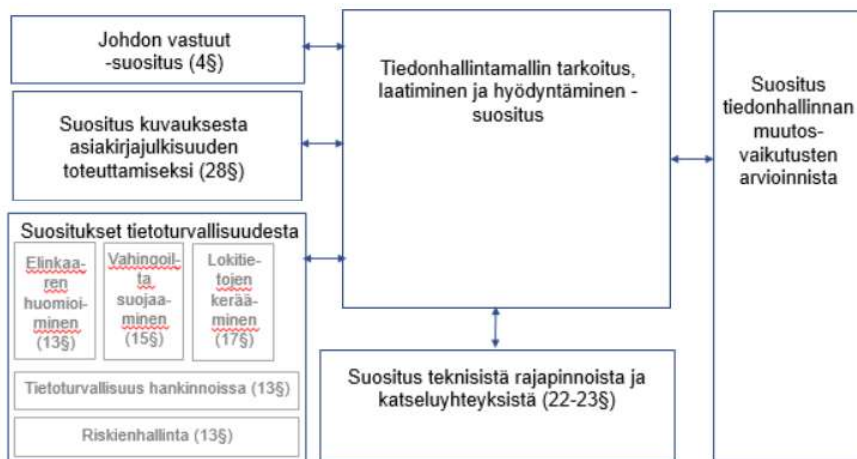 Johdon vastuut
-suositus (4§)
Suositus kuvauksesta
asiakirjajulkisuuden
toteuttamiseksi (28§)
Suositukset tietoturvallisuudesta
Elinkaa-
ren
huomioi-
minen
(13§)
Vahingoil-
ta
suojaa-
minen
(15§)
Lokitie-
tojen
kerää-
minen
(17§)
Tietoturvallisuus hankinnoissa (13§)
Riskienhallinta (13§)
Tiedonhallintamallin tarkoitus,
laatiminen ja hyödyntäminen -
suositus
Suositus teknisistä rajapinnoista ja
katseluyhteyksistä (22-23§)
Suositus
tiedonhallinnan
muutos-
vaikutusten
arvioinnista